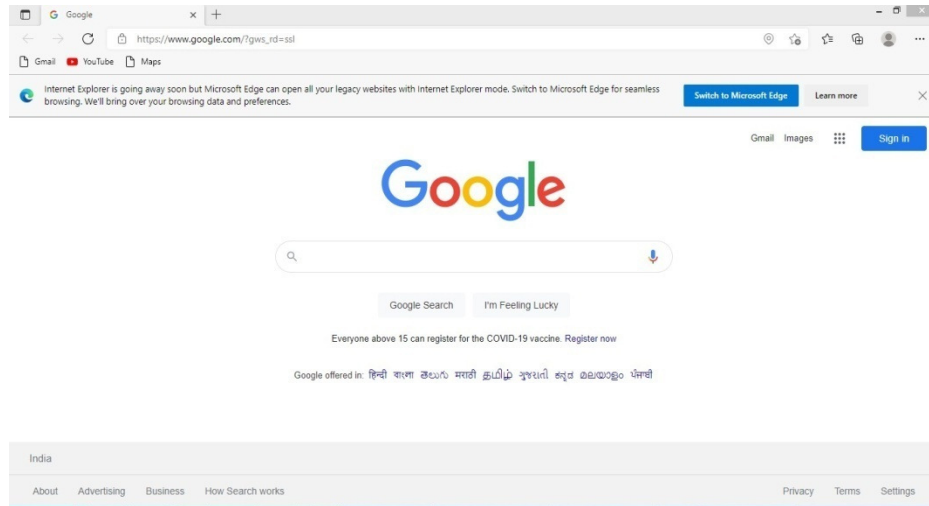 Google
https://www.google.com/?gws_rd=ssl
Gmail YouTube Maps
Internet Explorer is going away soon but Microsoft Edge can open all your legacy websites with Internet Explorer mode. Switch to Microsoft Edge for seamless
browsing. We'll bring over your browsing data and preferences.
Switch to Microsoft Edge Learn more
Gmail Images Sign in
Google
Google Search I'm Feeling Lucky
Everyone above 15 can register for the COVID-19 vaccine. Register now
Google offered in: हिन्दी বাংলা తెలుగు मराठी தமிழ் ગુજરાતી ಕನ್ನಡ മലയാളം ਪੰਜਾਬੀ
India
About Advertising Business How Search works Privacy Terms Settings